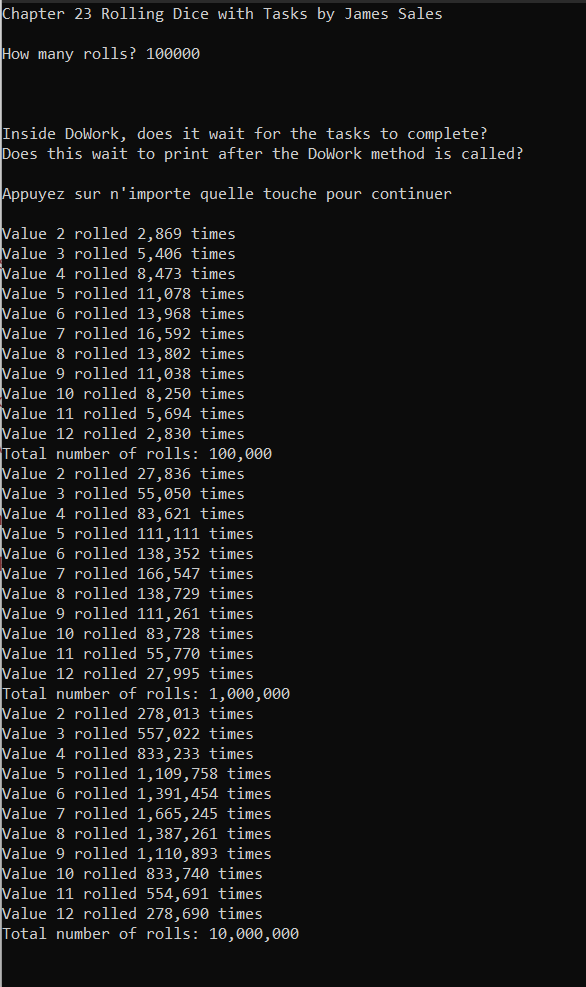 Chapter 23 Rolling Dice with Tasks by James Sales
How many rolls? 100000
Inside DoWork, does it wait for the tasks to complete?
Does this wait to print after the DoWork method is called?
Appuyez sur n'importe quelle touche pour continuer
Value 2 rolled 2,869 times
Value 3 rolled 5,406 times
Value 4 rolled 8,473 times
Value 5 rolled 11,078 times
Value 6 rolled 13,968 times
Value 7 rolled 16,592 times
Value 8 rolled 13,802 times
Value 9 rolled 11,038 times
Value 10 rolled 8,250 times
Value 11 rolled 5,694 times
Value 12 rolled 2,830 times
Total number of rolls: 100,000
Value 2 rolled 27,836 times
Value 3 rolled 55,050 times
Value 4 rolled 83,621 times
Value 5 rolled 111,111 times
Value 6 rolled 138,352 times
Value 7 rolled 166,547 times
Value 8 rolled 138,729 times
Value 9 rolled 111,261 times
Value 10 rolled 83,728 times
Value 11 rolled 55,770 times
Value 12 rolled 27,995 times
Total number of rolls: 1,000,000
Value 2 rolled 278,013 times
Value 3 rolled 557,022 times
Value 4 rolled 833,233 times
Value 5 rolled 1,109,758 times
Value 6 rolled 1,391,454 times
Value 7 rolled 1,665,245 times
Value 8 rolled 1,387,261 times
Value 9 rolled 1,110,893 times
Value 10 rolled 833,740 times
Value 11 rolled 554,691 times
Value 12 rolled 278,690 times
Total number of rolls: 10,000,000